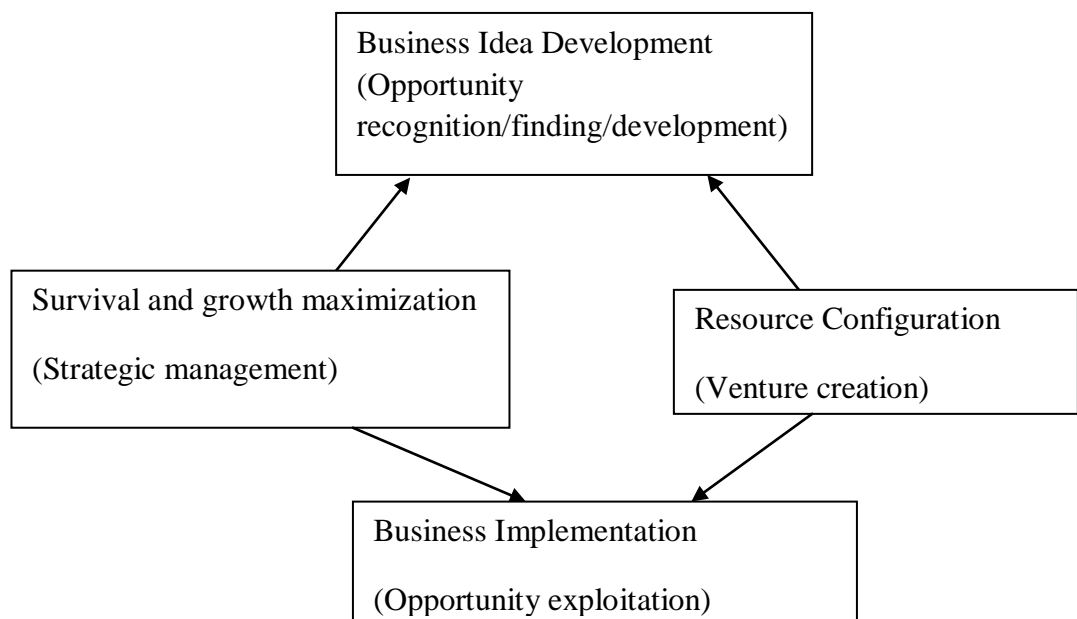 Business Idea Development
(Opportunity
recognition/finding/development)
Survival and growth maximization
(Strategic management)
Resource Configuration
(Venture creation)
Business Implementation
(Opportunity exploitation)